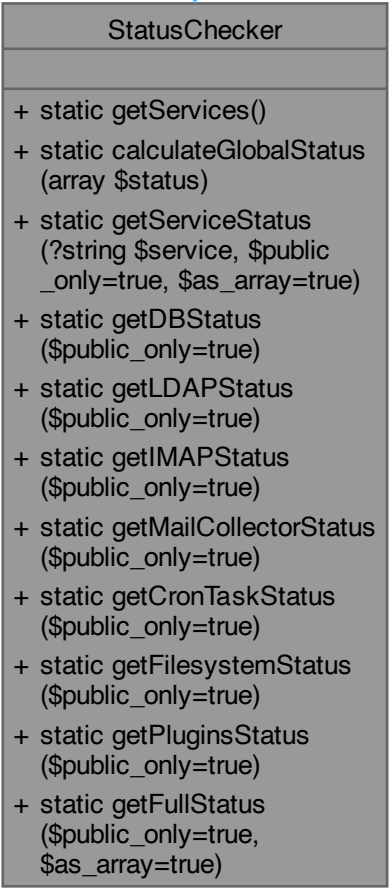 StatusChecker
+ static getServices()
+ static calculateGlobalStatus
(array $status)
+ static getServiceStatus
(?string $service, $public
_only=true, $as_array=true)
+ static getDBStatus
($public_only=true)
+ static getLDAPStatus
($public_only=true)
+ static getIMAPStatus
($public_only=true)
+ static getMailCollectorStatus
($public_only=true)
+ static getCronTaskStatus
($public_only=true)
+ static getFilesystemStatus
($public_only=true)
+ static getPluginsStatus
($public_only=true)
+ static getFullStatus
($public_only=true,
$as_array=true)